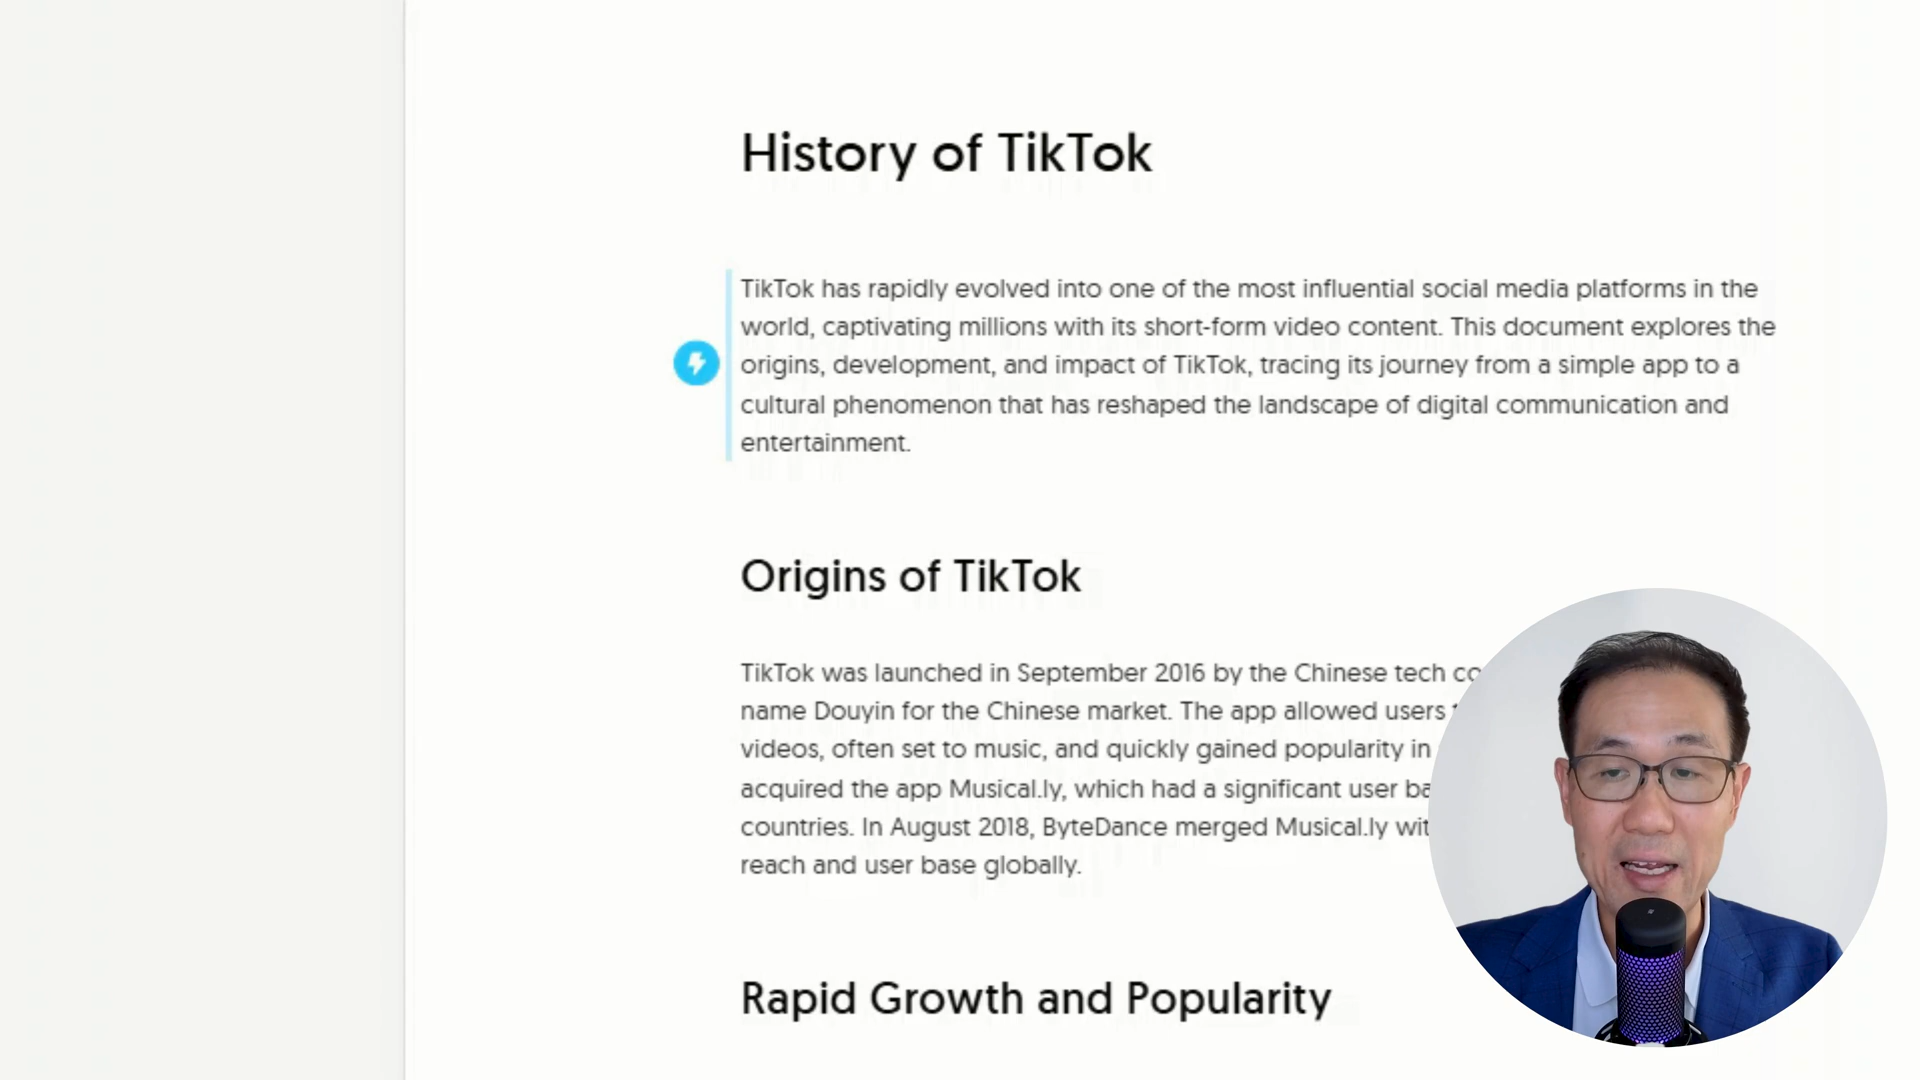 History of TikTok
TikTok has rapidly evolved into one of the most influential social media platforms in the
world, captivating millions with its short-form video content. This document explores the
origins, development, and impact of TikTok, tracing its journey from a simple app to a
cultural phenomenon that has reshaped the landscape of digital communication and
entertainment.
Origins of TikTok
TikTok was launched in September 2016 by the Chinese tech
name Douyin for the Chinese market. The app allowed users
videos, often set to music, and quickly gained popularity in
acquired the app Musical.ly, which had a significant user
countries. In August 2018, ByteDance merged Musical.ly
reach and user base globally.
Rapid Growth and Popularity